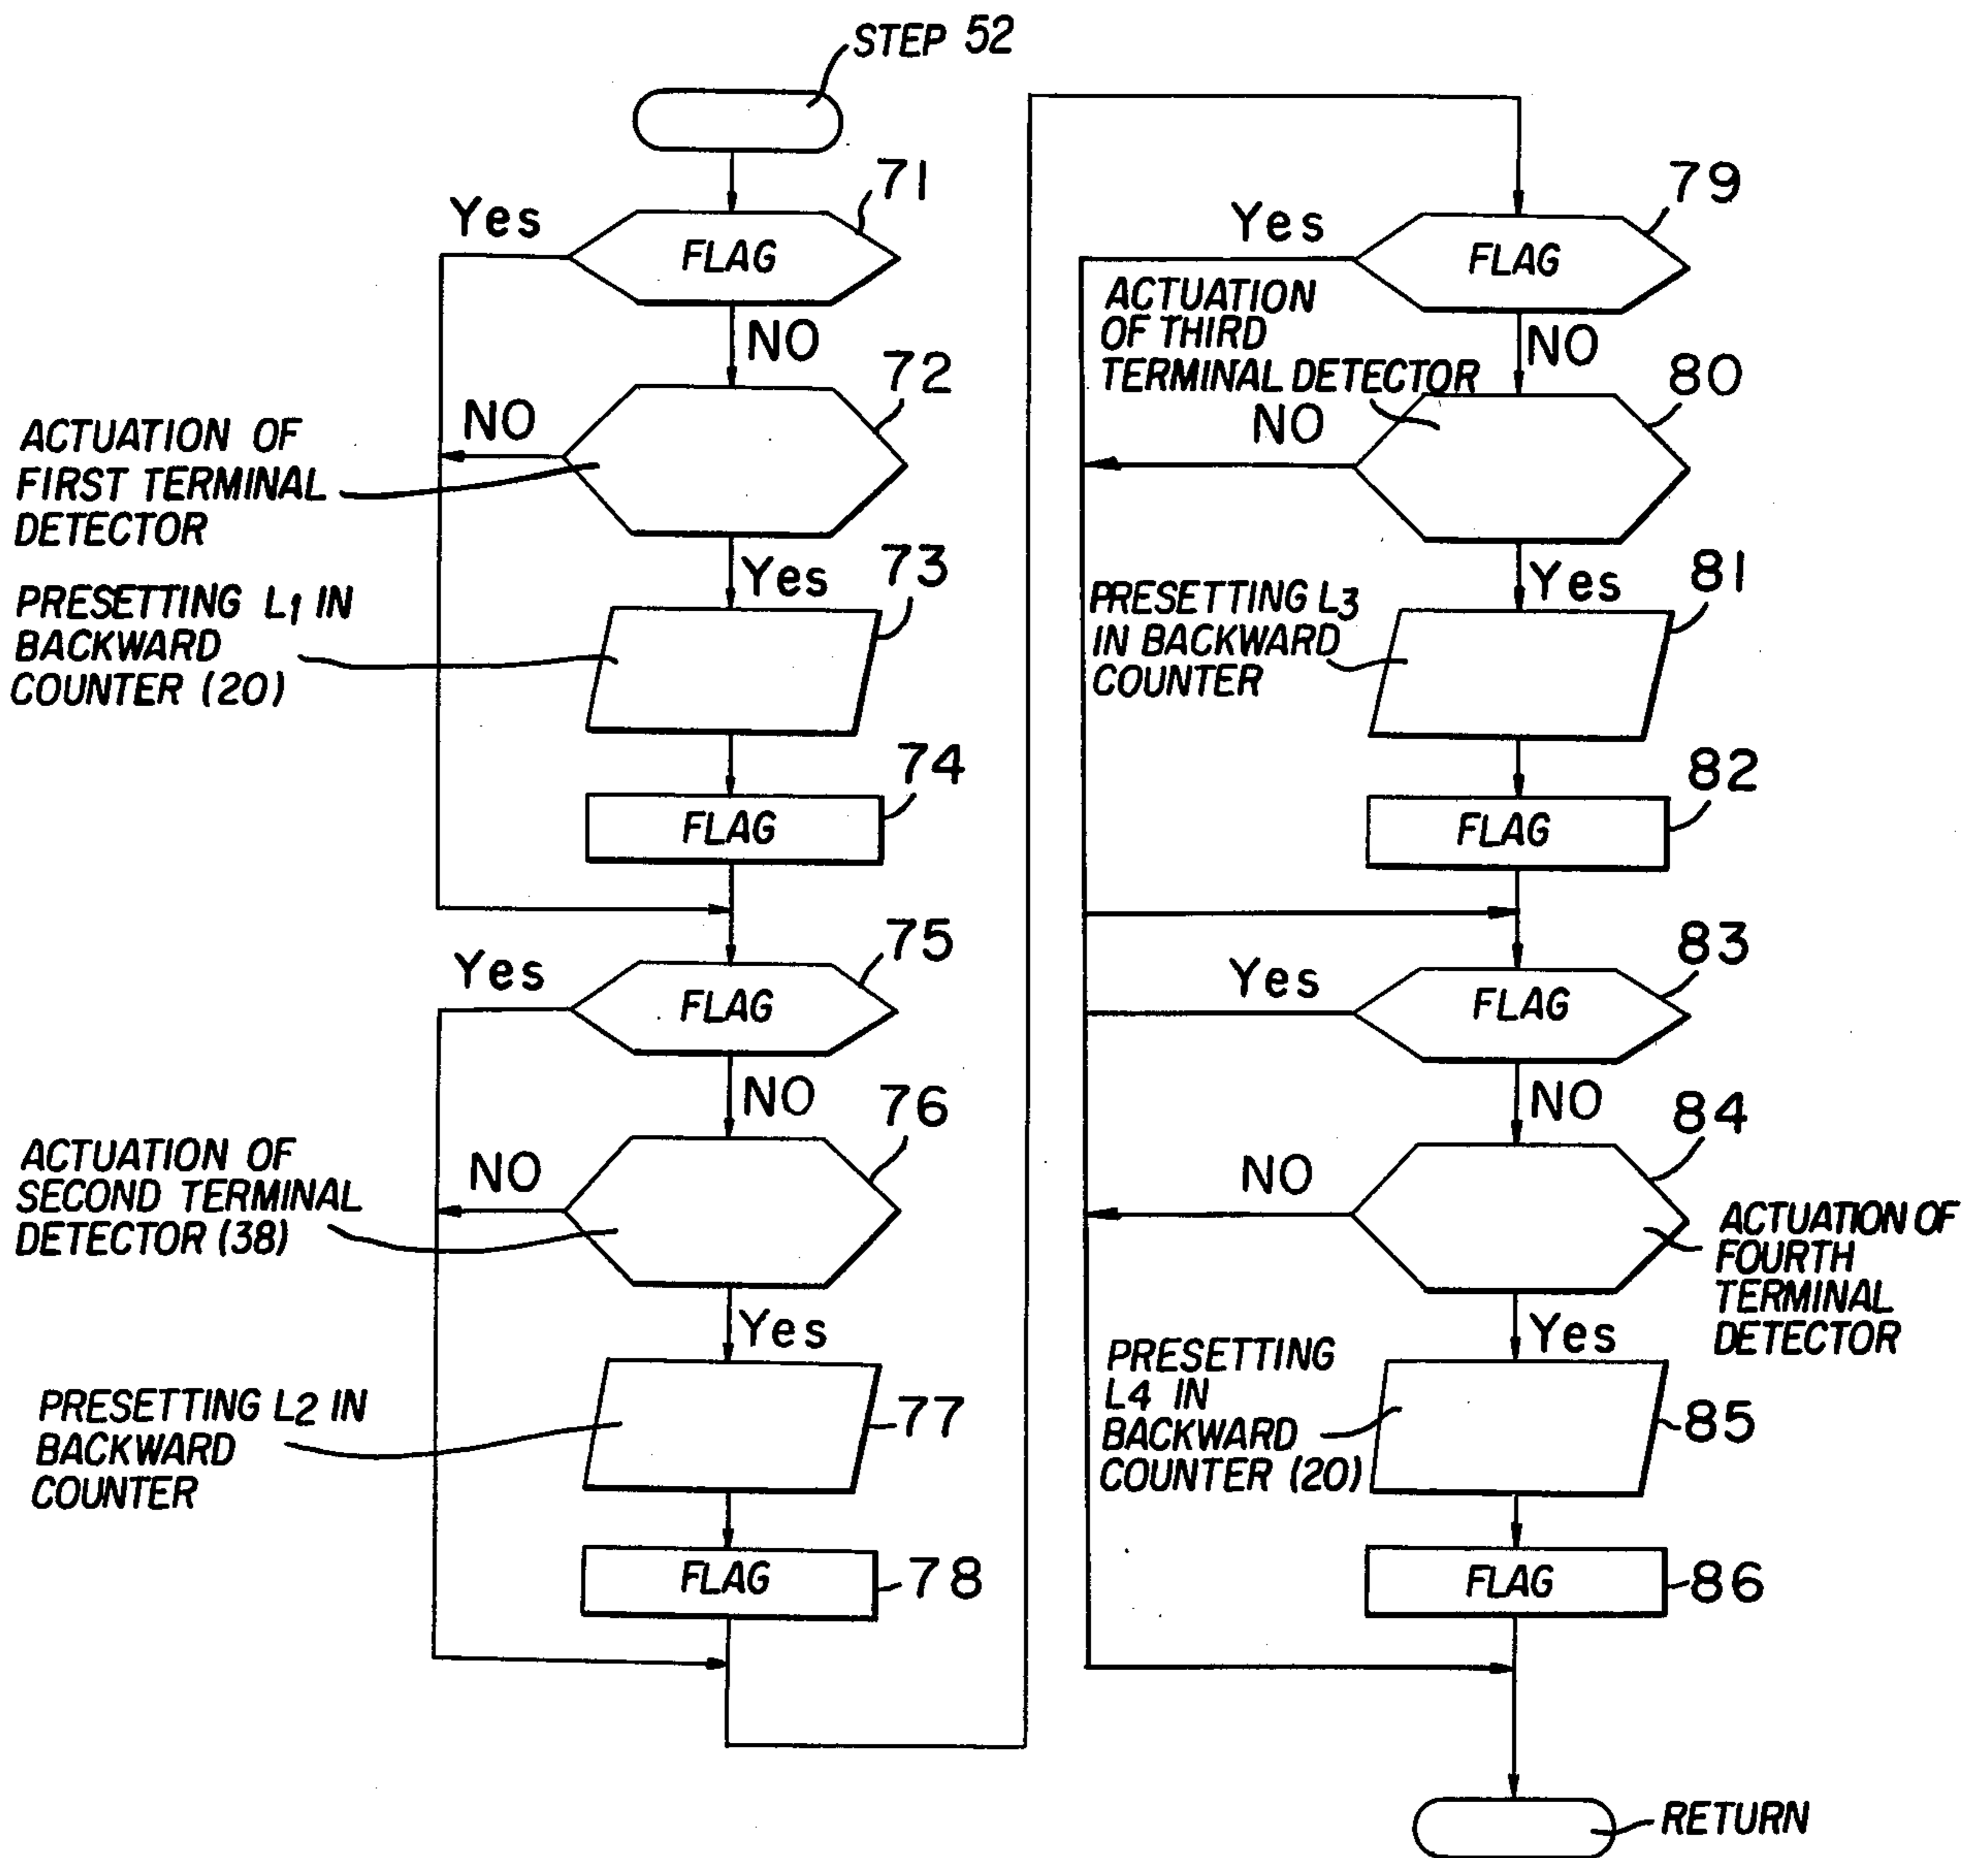 STEP 52
71
Yes
FLAG
NO
72
NO
ACTUATION OF
FIRST TERMINAL
DETECTOR
Yes
73
PRESETTING L1 IN
BACKWARD
COUNTER (20)
74
FLAG
75
Yes
FLAG
NO
76
NO
ACTUATION OF
SECOND TERMINAL
DETECTOR (38)
Yes
PRESETTING L2 IN
BACKWARD
COUNTER
77
FLAG
78
79
Yes
FLAG
ACTUATION
OF THIRD
TERMINAL DETECTOR
NO
80
NO
Yes
81
PRESETTING L3
IN BACKWARD
COUNTER
82
FLAG
83
Yes
FLAG
NO
84
NO
ACTUATION OF
FOURTH
TERMINAL
DETECTOR
Yes
PRESETTING
L4 IN
BACKWARD
COUNTER (20)
85
FLAG
86
RETURN